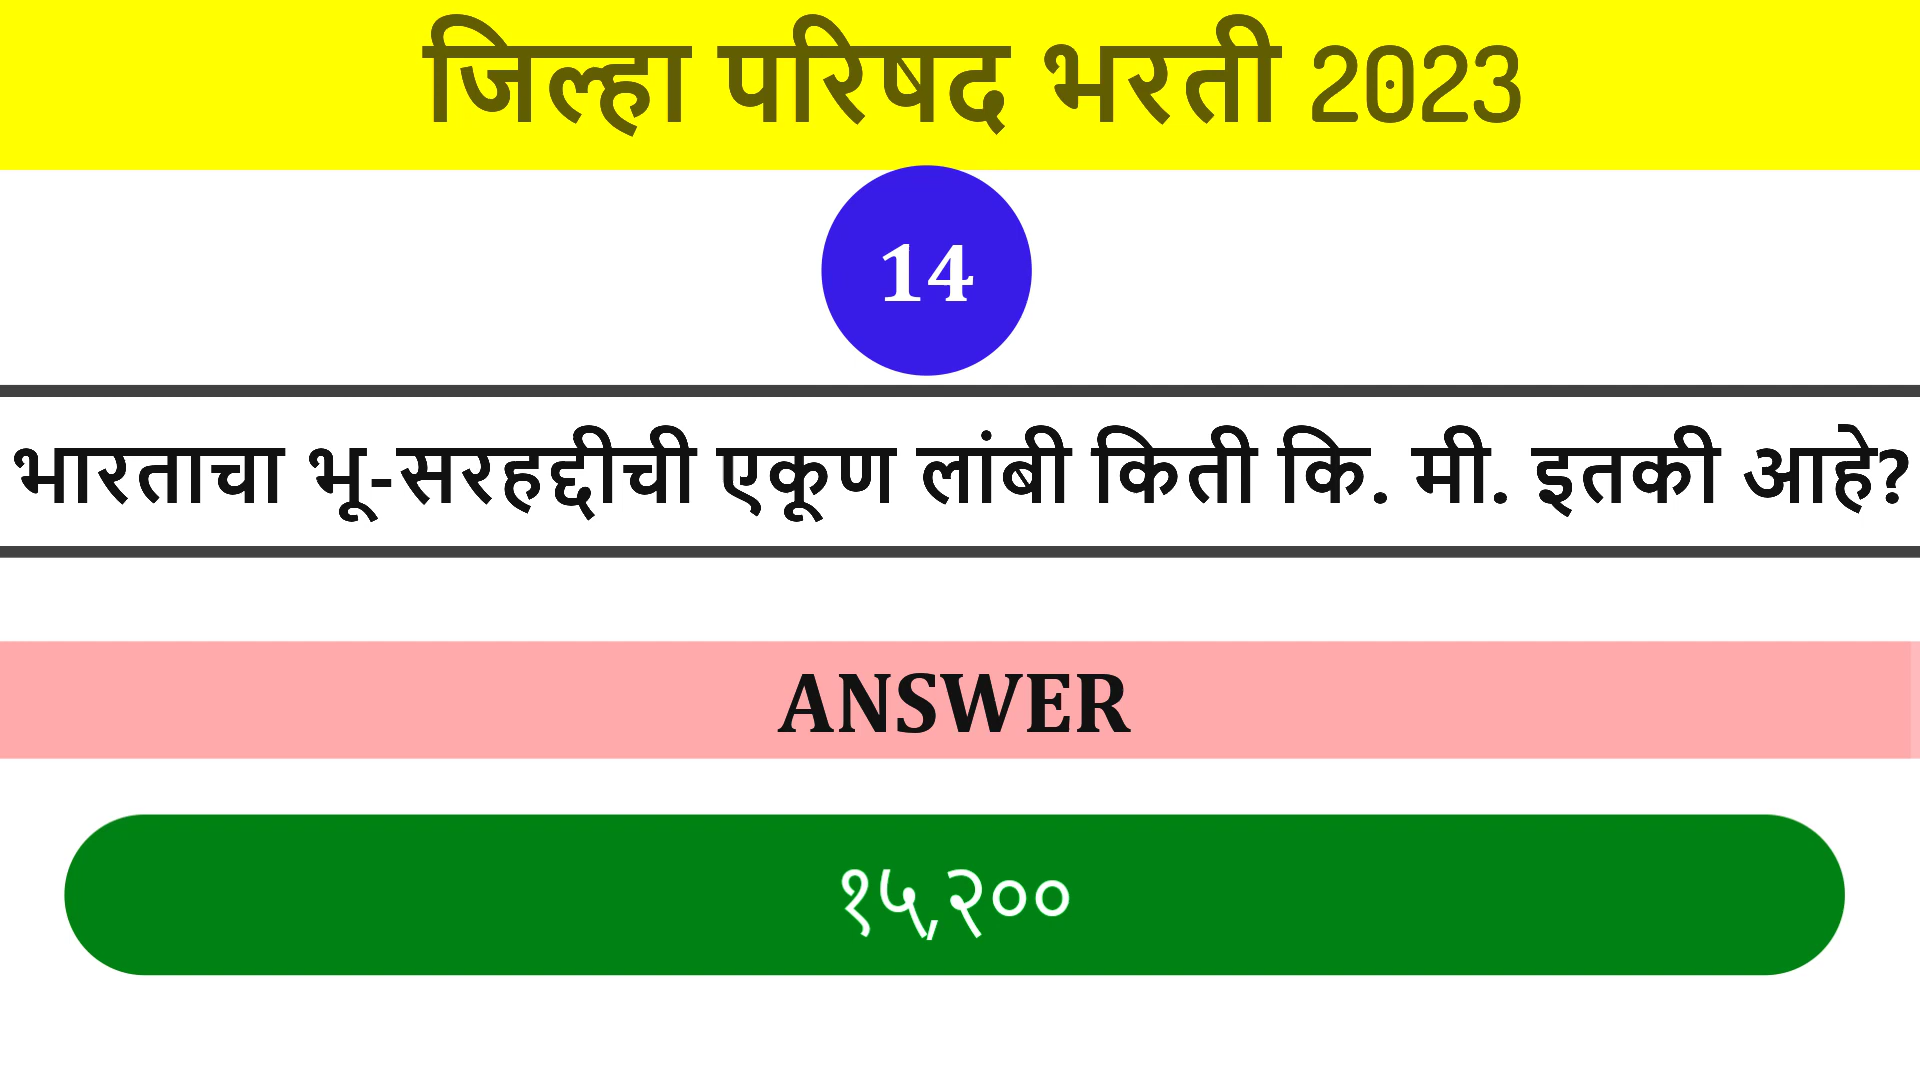 जिल्हा परिषद भरती 2023
14
भारताचा भू-सरहद्दीची एकूण लांबी किती कि. मी. इतकी आहे?
ANSWER
१५,२००